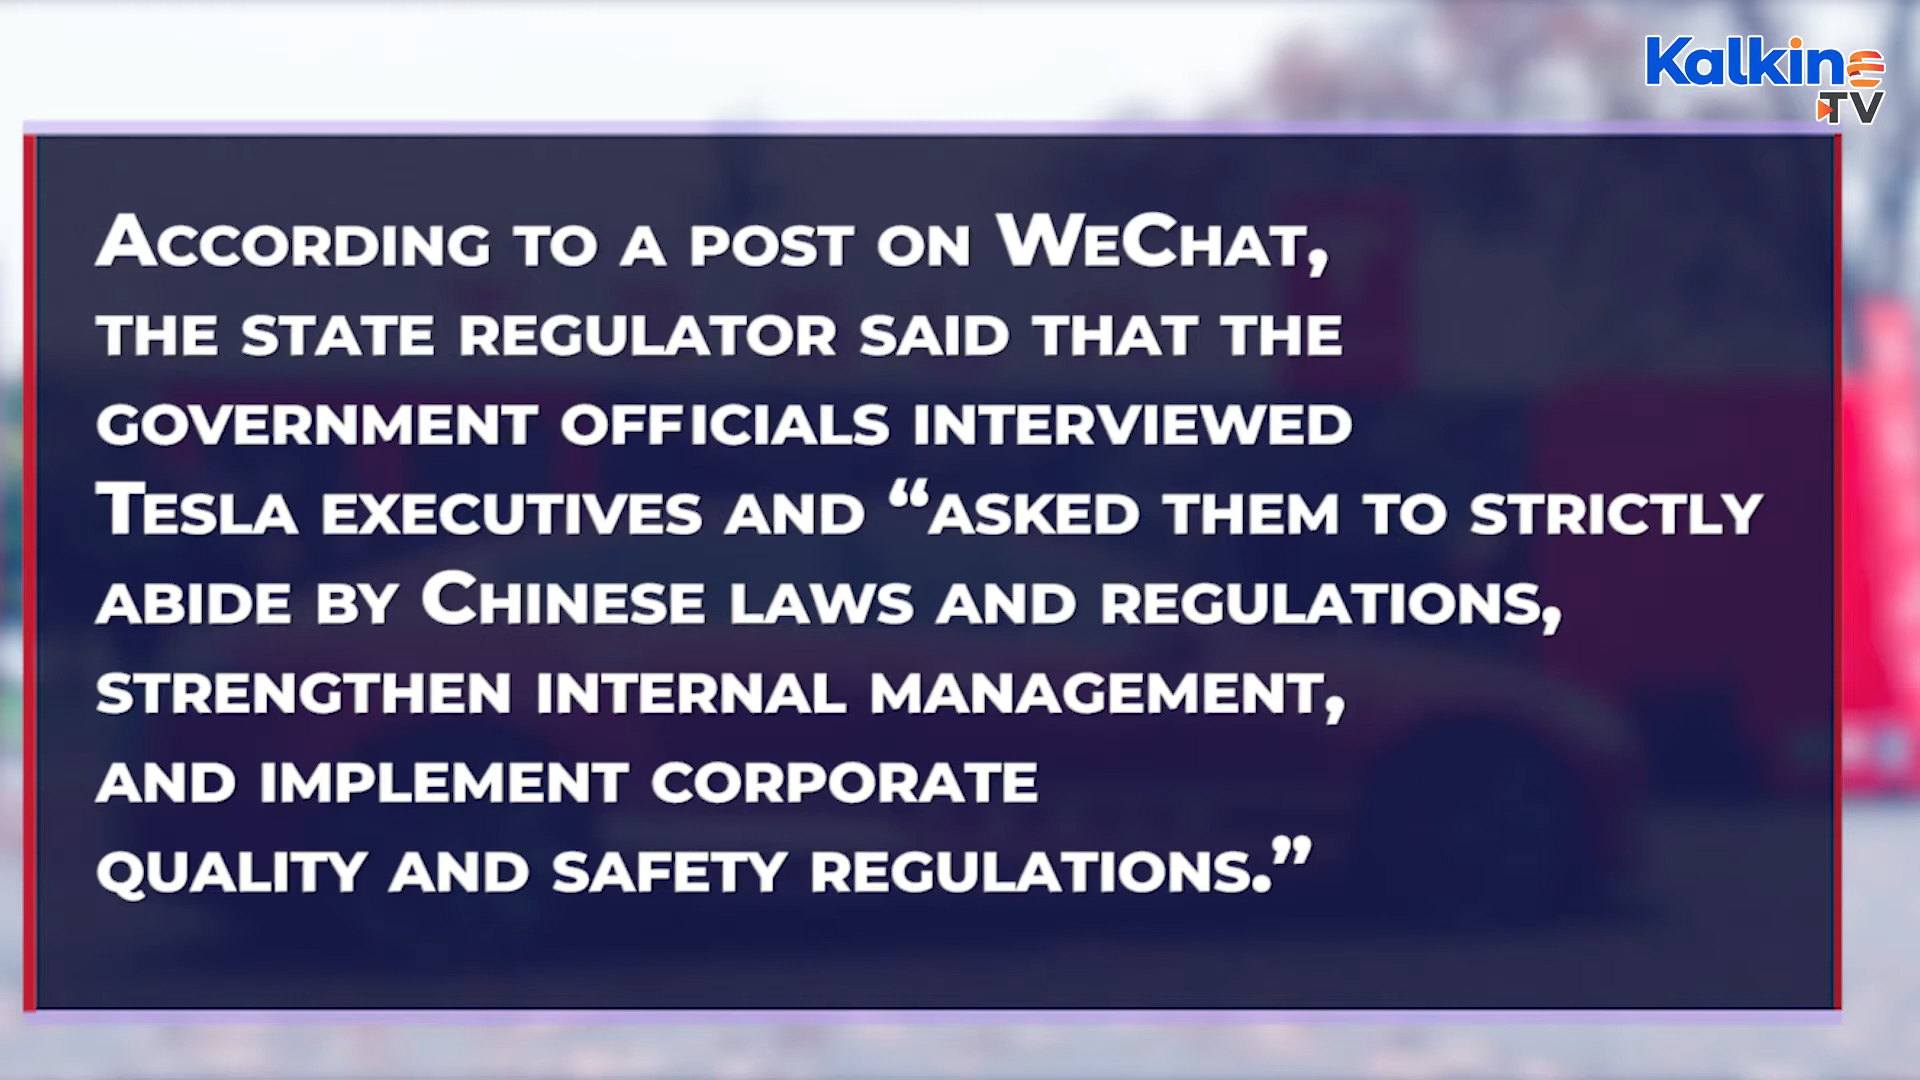 Kalkine
TV
According to a post on WeChat,
the state regulator said that the
government officials interviewed
Tesla executives and “asked them to strictly
abide by Chinese laws and regulations,
strengthen internal management,
and implement corporate
quality and safety regulations.”